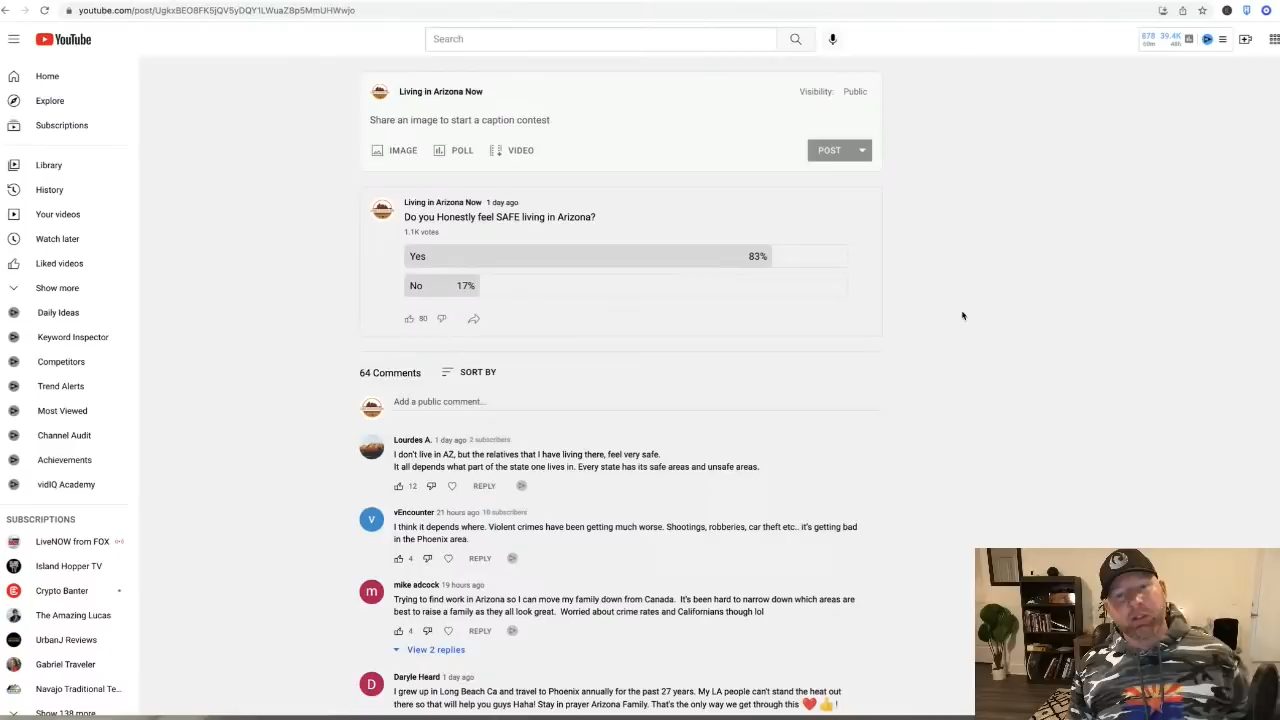 youtube.com/post/UgkxBEO8FK5jQV5yDQY1LWuaZ8p5MmUHWwjo
YouTube
Search
878 39.4K
60m 48h
Home
Explore
Subscriptions
Library
History
Your videos
Watch later
Liked videos
Show more
Daily Ideas
Keyword Inspector
Competitors
Trend Alerts
Most Viewed
Channel Audit
Achievements
vidIQ Academy
SUBSCRIPTIONS
LiveNOW from FOX
Island Hopper TV
Crypto Banter
The Amazing Lucas
UrbanJ Reviews
Gabriel Traveler
Navajo Traditional Te...
Show 138 more
Living in Arizona Now Visibility: Public
Share an image to start a caption contest
IMAGE POLL VIDEO POST
Living in Arizona Now 1 day ago
Do you Honestly feel SAFE living in Arizona?
1.1K votes
Yes 83%
No 17%
80
64 Comments SORT BY
Add a public comment...
Lourdes A. 1 day ago 2 subscribers
I don't live in AZ, but the relatives that I have living there, feel very safe.
It all depends what part of the state one lives in. Every state has its safe areas and unsafe areas.
12 REPLY
V
vEncounter 21 hours ago 18 subscribers
I think it depends where. Violent crimes have been getting much worse. Shootings, robberies, car theft etc.. it's getting bad
in the Phoenix area.
4 REPLY
m
mike adcock 19 hours ago
Trying to find work in Arizona so I can move my family down from Canada. It's been hard to narrow down which areas are
best to raise a family as they all look great. Worried about crime rates and Californians though lol
4 REPLY
View 2 replies
D
Daryle Heard 1 day ago
I grew up in Long Beach Ca and travel to Phoenix annually for the past 27 years. My LA people can't stand the heat out
there so that will help you guys Haha! Stay in prayer Arizona Family. That's the only way we get through this ❤️👍!